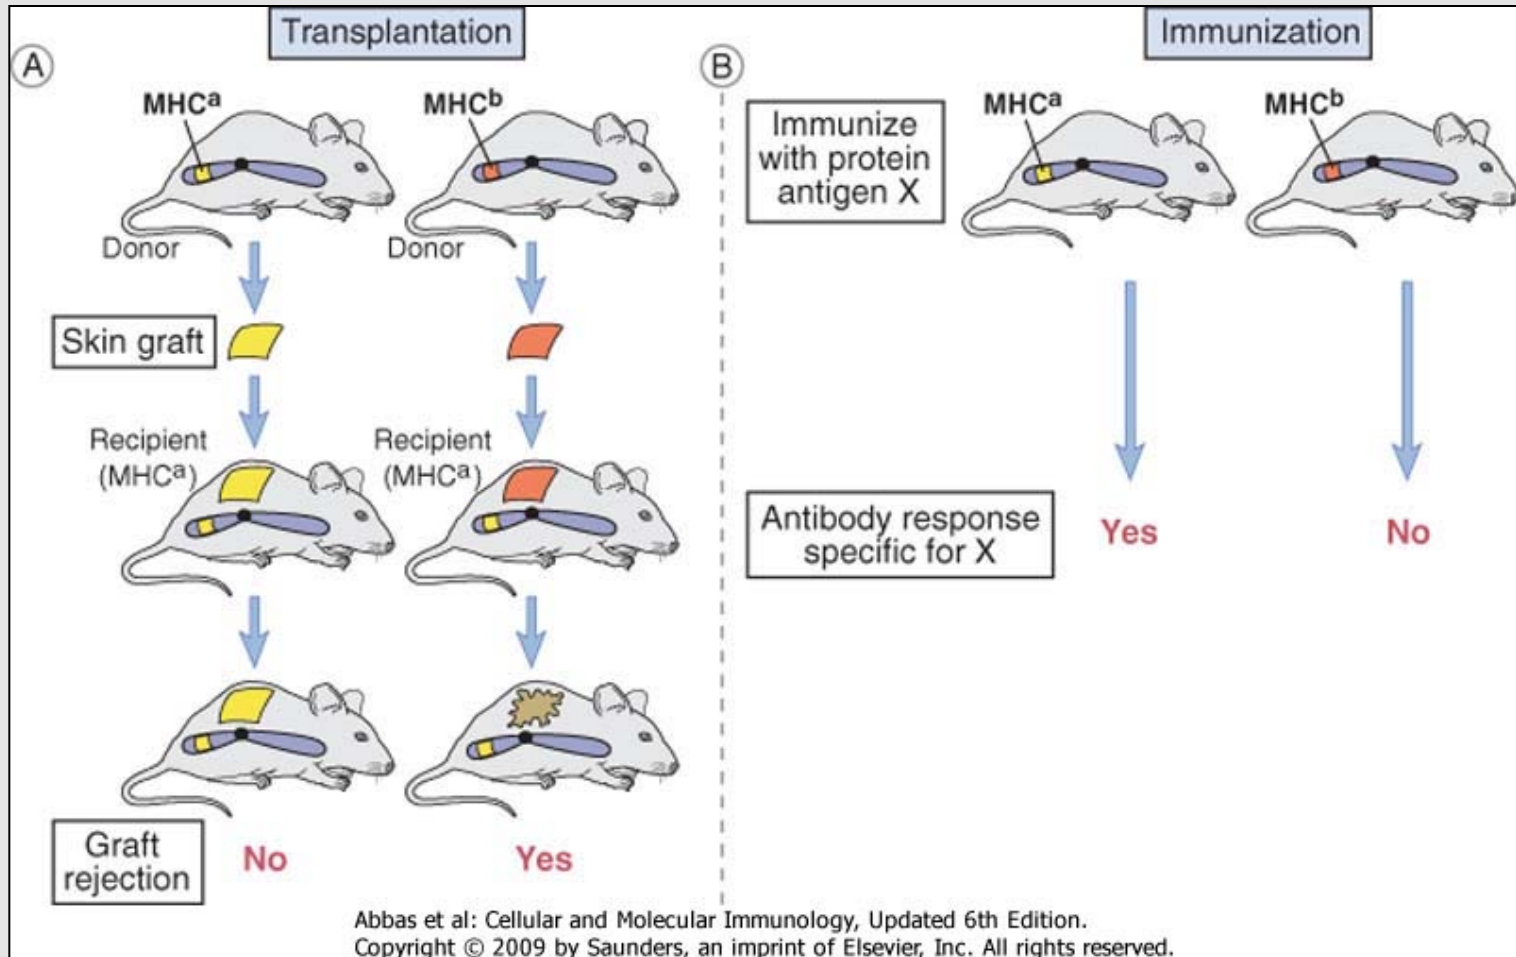 Transplantation
A
MHCa
MHCb
Donor
Donor
Skin graft
Recipient
(MHCa)
Recipient
(MHCa)
Graft
rejection
No
Yes
Immunization
B
Immunize
with protein
antigen X
MHCa
MHCb
Antibody response
specific for X
Yes
No
Abbas et al: Cellular and Molecular Immunology, Updated 6th Edition.
Copyright © 2009 by Saunders, an imprint of Elsevier, Inc. All rights reserved.